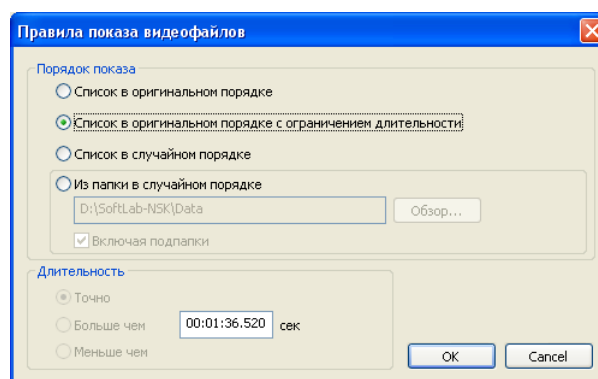 Правила показа видеофайлов
Порядок показа
Список в оригинальном порядке
Список в оригинальном порядке с ограничением длительности
Список в случайном порядке
Из папки в случайном порядке
D:\SoftLab-NSK\Data
Обзор...
Включая подпапки
Длительность
Точно
Больше чем 00:01:36.520 сек
Меньше чем
OK Cancel